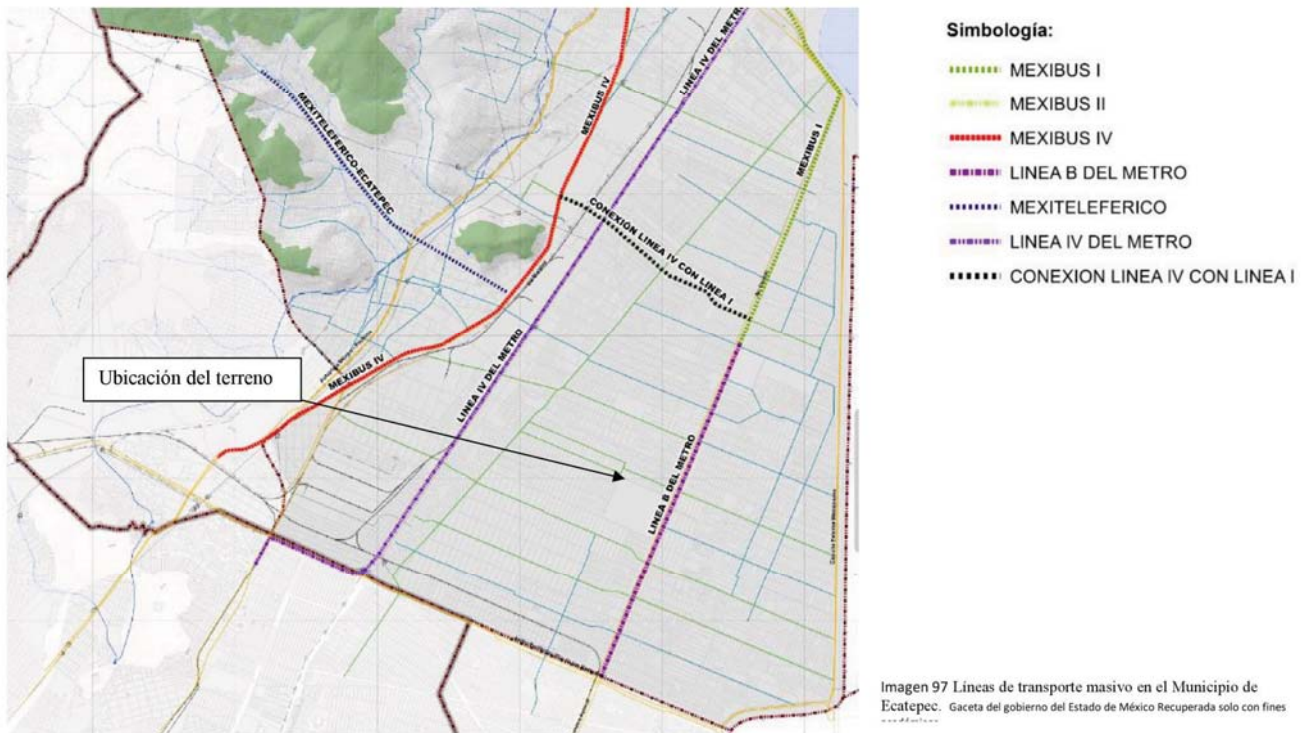 MEXITELEFERICO-ECATEPEC
MEXIBUS IV
LINEA IV DEL METRO
MEXIBUS I
CONEXION LINEA IV CON LINEA I
Ubicación del terreno
MEXIBUS IV
LINEA IV DEL METRO
LINEA B DEL METRO
Simbología:
MEXIBUS I
MEXIBUS II
MEXIBUS IV
LINEA B DEL METRO
MEXITELEFERICO
LINEA IV DEL METRO
CONEXION LINEA IV CON LINEA I
Imagen 97 Líneas de transporte masivo en el Municipio de
Ecatepec. Gaceta del gobierno del Estado de México Recuperada solo con fines